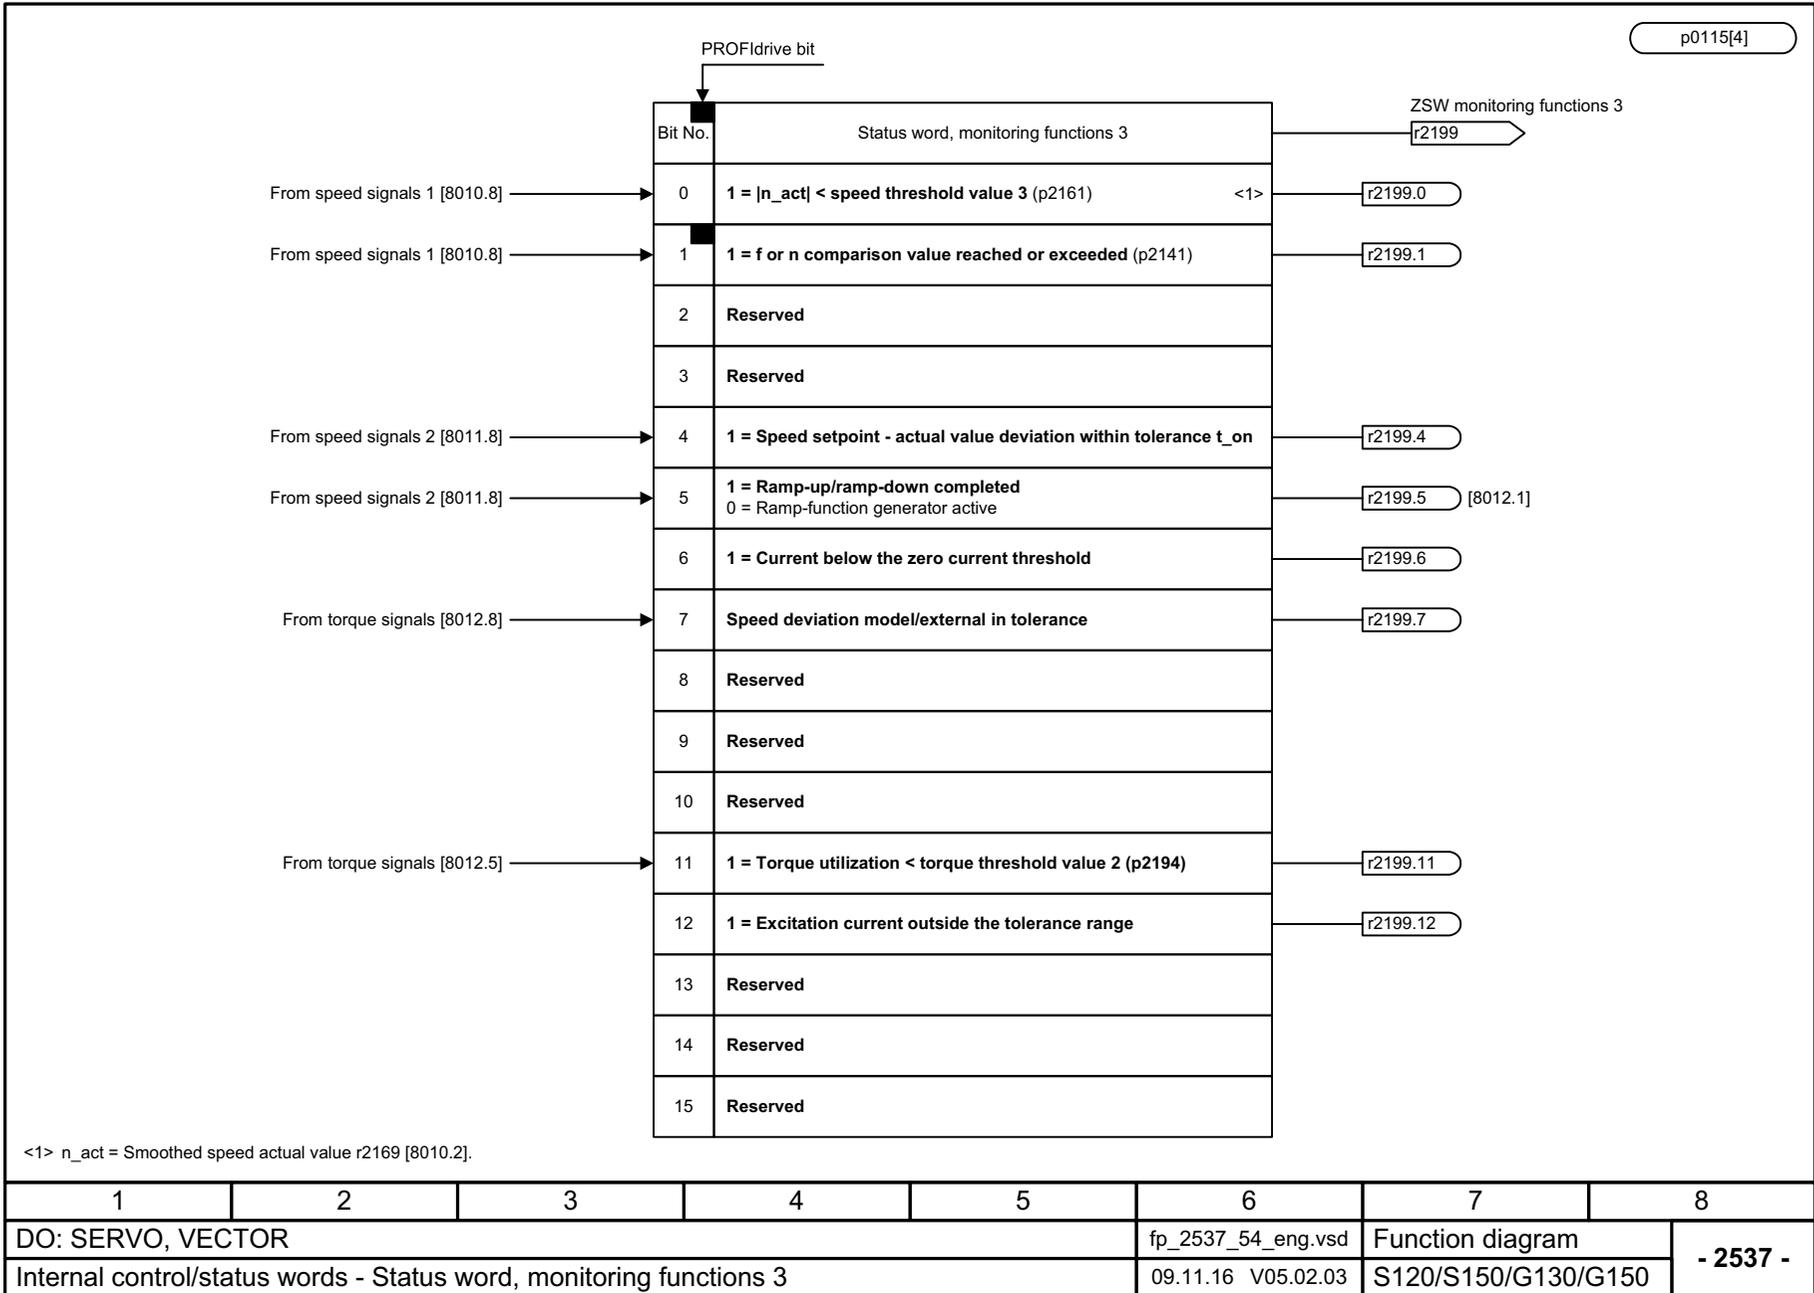 PROFIdrive bit
p0115[4]
ZSW monitoring functions 3
Bit No. Status word, monitoring functions 3 r2199
From speed signals 1 [8010.8] 0 1 = |n_act| < speed threshold value 3 (p2161) <1> r2199.0
From speed signals 1 [8010.8] 1 1 = f or n comparison value reached or exceeded (p2141) r2199.1
2 Reserved
3 Reserved
From speed signals 2 [8011.8] 4 1 = Speed setpoint - actual value deviation within tolerance t_on r2199.4
From speed signals 2 [8011.8] 5 1 = Ramp-up/ramp-down completed
0 = Ramp-function generator active
r2199.5 [8012.1]
6 1 = Current below the zero current threshold r2199.6
From torque signals [8012.8] 7 Speed deviation model/external in tolerance r2199.7
8 Reserved
9 Reserved
10 Reserved
From torque signals [8012.5] 11 1 = Torque utilization < torque threshold value 2 (p2194) r2199.11
12 1 = Excitation current outside the tolerance range r2199.12
13 Reserved
14 Reserved
15 Reserved
<1> n_act = Smoothed speed actual value r2169 [8010.2].
1 2 3 4 5 6 7 8
DO: SERVO, VECTOR fp_2537_54_eng.vsd Function diagram
- 2537 -
Internal control/status words - Status word, monitoring functions 3 09.11.16 V05.02.03 S120/S150/G130/G150